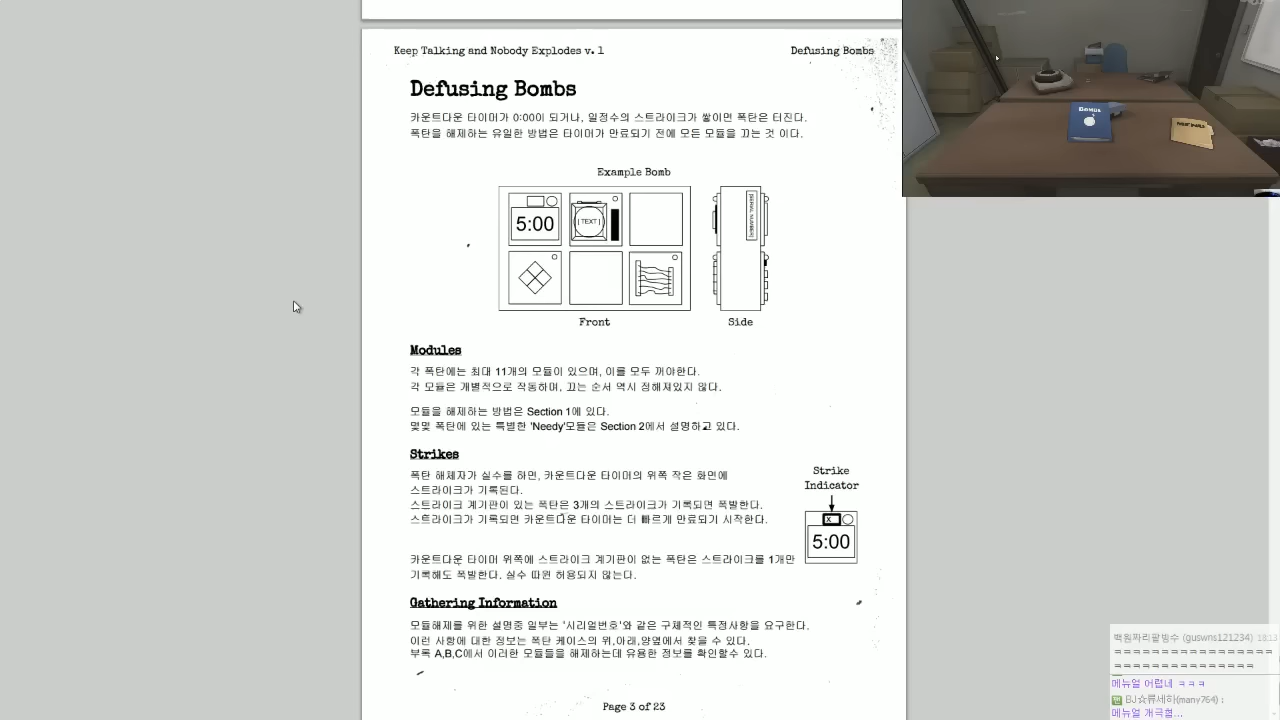 Keep Talking and Nobody Explodes v. 1
Defusing Bombs
Defusing Bombs
카운트다운 타이머가 0:000이 되거나, 일정수의 스트라이크가 쌓이면 폭탄은 터진다.
폭탄을 해제하는 유일한 방법은 타이머가 만료되기 전에 모든 모듈을 끄는 것 이다.
Example Bomb
5:00
[TEXT]
[SERIAL NUMBER]
Front
Side
Modules
각 폭탄에는 최대 11개의 모듈이 있으며, 이를 모두 꺼야한다.
각 모듈은 개별적으로 작동하며, 끄는 순서 역시 정해져있지 않다.
모듈을 해제하는 방법은 Section 1에 있다.
몇몇 폭탄에 있는 특별한 'Needy'모듈은 Section 2에서 설명하고 있다.
Strikes
폭탄 해체자가 실수를 하면, 카운트다운 타이머의 위쪽 작은 화면에
스트라이크가 기록된다.
스트라이크 계기판이 있는 폭탄은 3개의 스트라이크가 기록되면 폭발한다.
스트라이크가 기록되면 카운트다운 타이머는 더 빠르게 만료되기 시작한다.
Strike
Indicator
X
5:00
카운트다운 타이머 위쪽에 스트라이크 계기판이 없는 폭탄은 스트라이크를 1개만
기록해도 폭발한다. 실수 따윈 허용되지 않는다.
Gathering Information
모듈해제를 위한 설명중 일부는 '시리얼번호'와 같은 구체적인 특정사항을 요구한다.
이런 사항에 대한 정보는 폭탄 케이스의 위,아래,양옆에서 찾을 수 있다.
부록 A,B,C에서 이러한 모듈들을 해제하는데 유용한 정보를 확인할수 있다.
Page 3 of 23
BOMBS
백원짜리팥빙수 (guswns121234) 18:13
ㅋㅋㅋㅋㅋㅋㅋㅋㅋㅋㅋㅋㅋㅋㅋㅋㅋ
ㅋㅋㅋㅋㅋㅋㅋㅋㅋㅋㅋㅋㅋㅋㅋ
메뉴얼 어렵네 ㅋㅋㅋ
BJ☆류세하(many764) :
메뉴얼 개극혐...